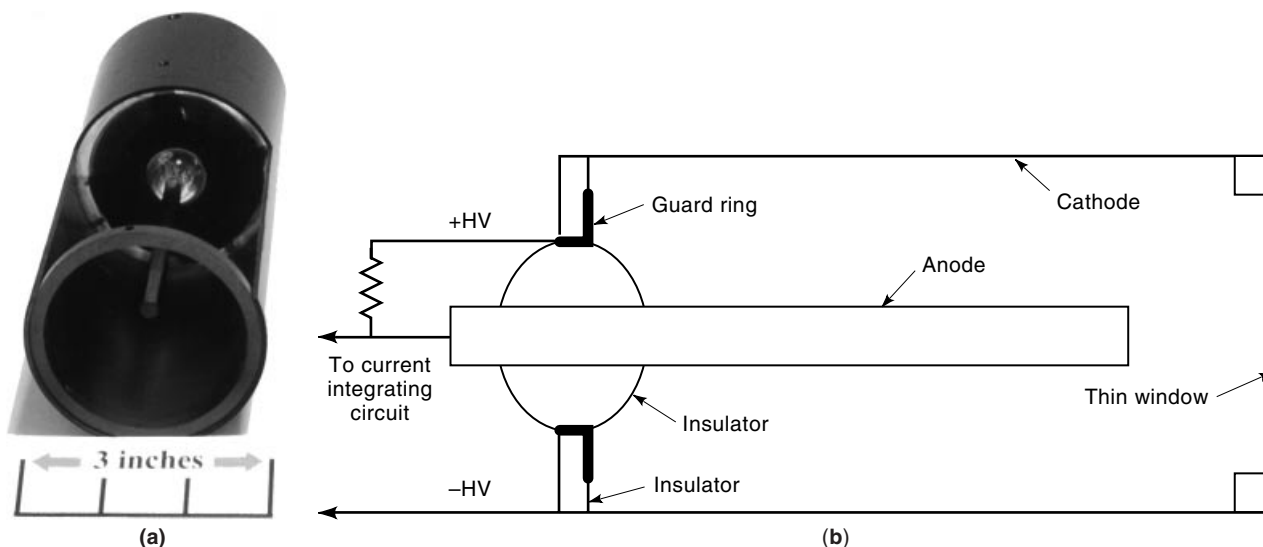 3 inches
(a)
+HV
Guard ring
Cathode
Anode
To current
integrating
circuit
Thin window
Insulator
–HV
Insulator
(b)